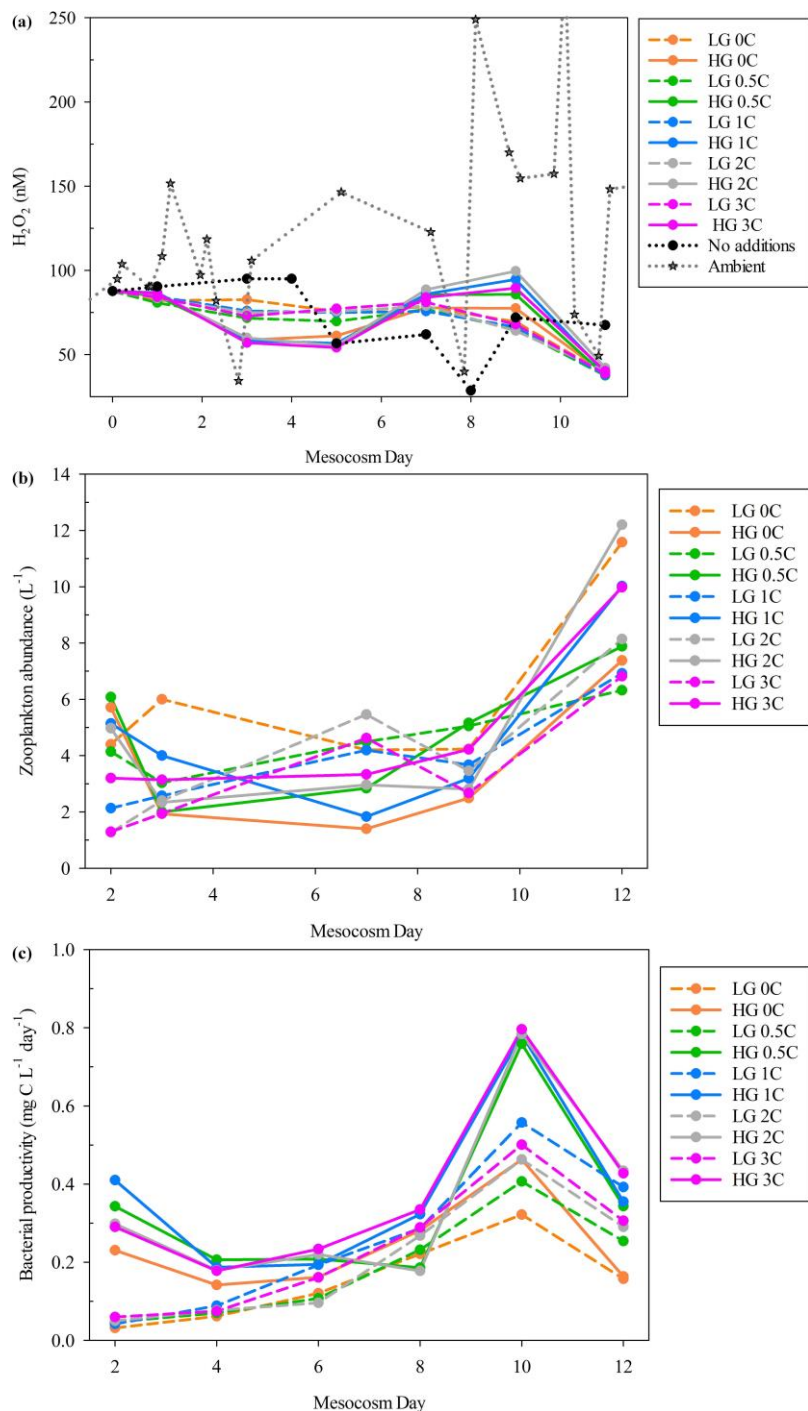 (a)
250
200
150
100
50
H₂O₂ (nM)
0 2 4 6 8 10
Mesocosm Day
LG 0C
HG 0C
LG 0.5C
HG 0.5C
LG 1C
HG 1C
LG 2C
HG 2C
LG 3C
HG 3C
No additions
Ambient
(b)
14
12
10
8
6
4
2
0
Zooplankton abundance (L⁻¹)
2 4 6 8 10 12
Mesocosm Day
LG 0C
HG 0C
LG 0.5C
HG 0.5C
LG 1C
HG 1C
LG 2C
HG 2C
LG 3C
HG 3C
(c)
1.0
0.8
0.6
0.4
0.2
0.0
Bacterial productivity (mg C L⁻¹ day⁻¹)
2 4 6 8 10 12
Mesocosm Day
LG 0C
HG 0C
LG 0.5C
HG 0.5C
LG 1C
HG 1C
LG 2C
HG 2C
LG 3C
HG 3C